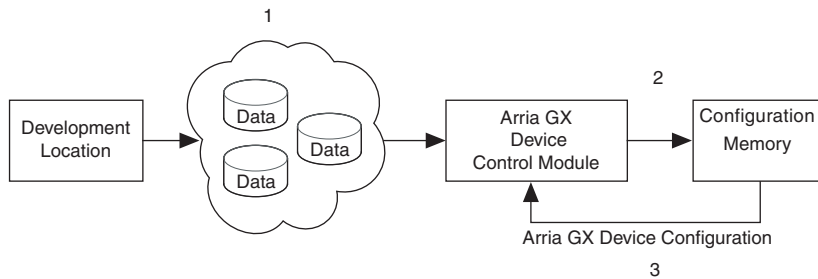 1
Development
Location
Data
Data
Data
Arria GX
Device
Control Module
2
Configuration
Memory
Arria GX Device Configuration
3